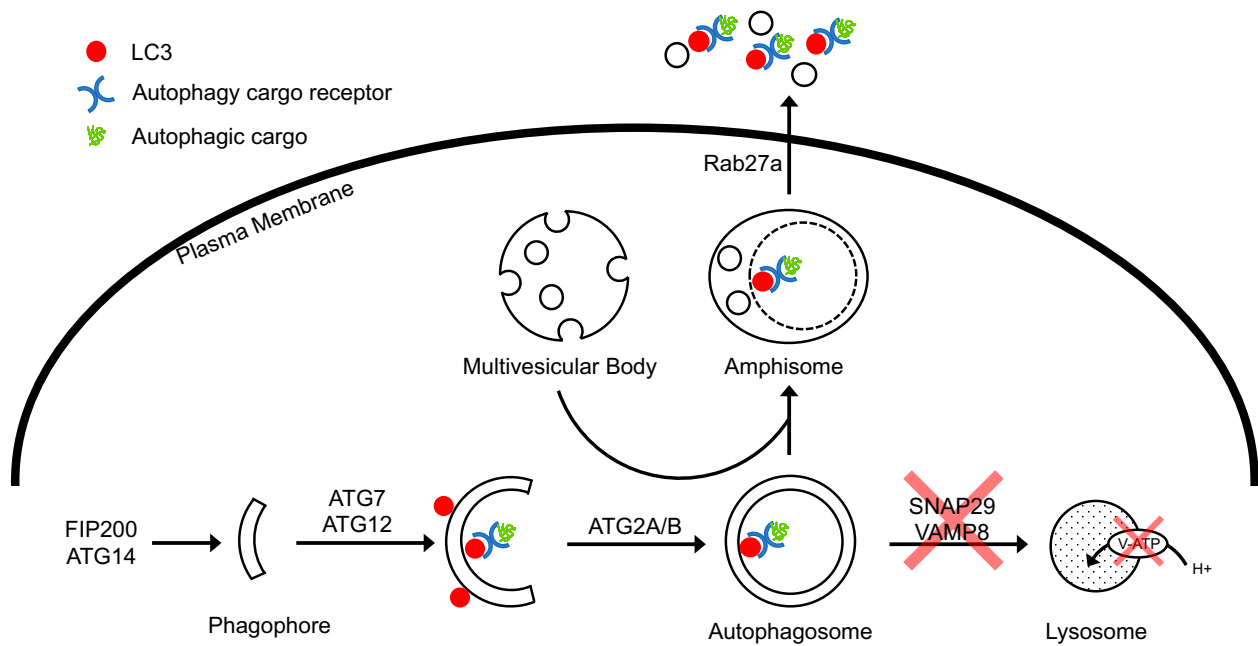 LC3
Autophagy cargo receptor
Autophagic cargo
Plasma Membrane
Rab27a
Multivesicular Body
Amphisome
FIP200
ATG14
Phagophore
ATG7
ATG12
ATG2A/B
Autophagosome
SNAP29
VAMP8
V-ATP
H+
Lysosome